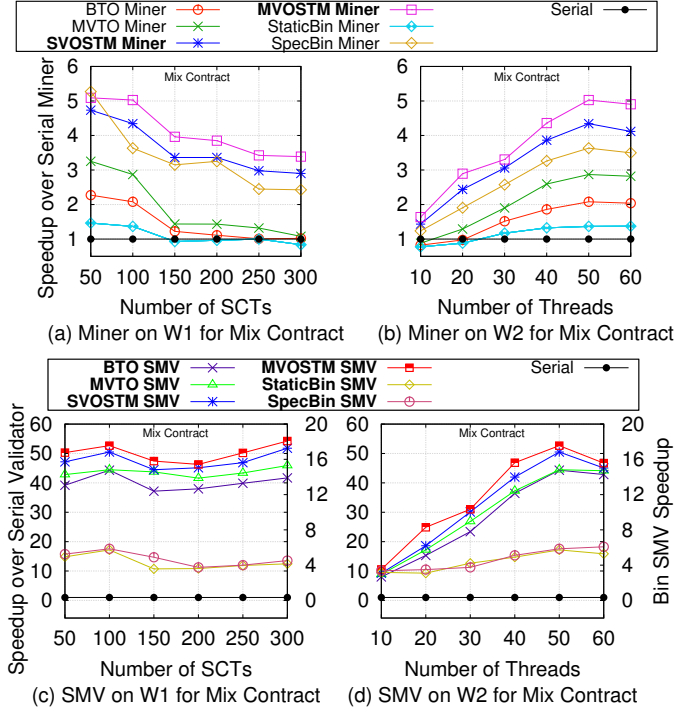 BTO Miner
MVTO Miner
SVOSTM Miner
MVOSTM Miner
StaticBin Miner
SpecBin Miner
Serial
Speedup over Serial Miner
6
5
4
3
2
1
Mix Contract
50 100 150 200 250 300
Number of SCTs
(a) Miner on W1 for Mix Contract
6
5
4
3
2
1
Mix Contract
10 20 30 40 50 60
Number of Threads
(b) Miner on W2 for Mix Contract
BTO SMV
MVTO SMV
SVOSTM SMV
MVOSTM SMV
StaticBin SMV
SpecBin SMV
Serial
Speedup over Serial Validator
60
50
40
30
20
10
0
Mix Contract
20
16
12
8
4
0
50 100 150 200 250 300
Number of SCTs
(c) SMV on W1 for Mix Contract
60
50
40
30
20
10
0
Mix Contract
20
16
12
8
4
0
Bin SMV Speedup
10 20 30 40 50 60
Number of Threads
(d) SMV on W2 for Mix Contract